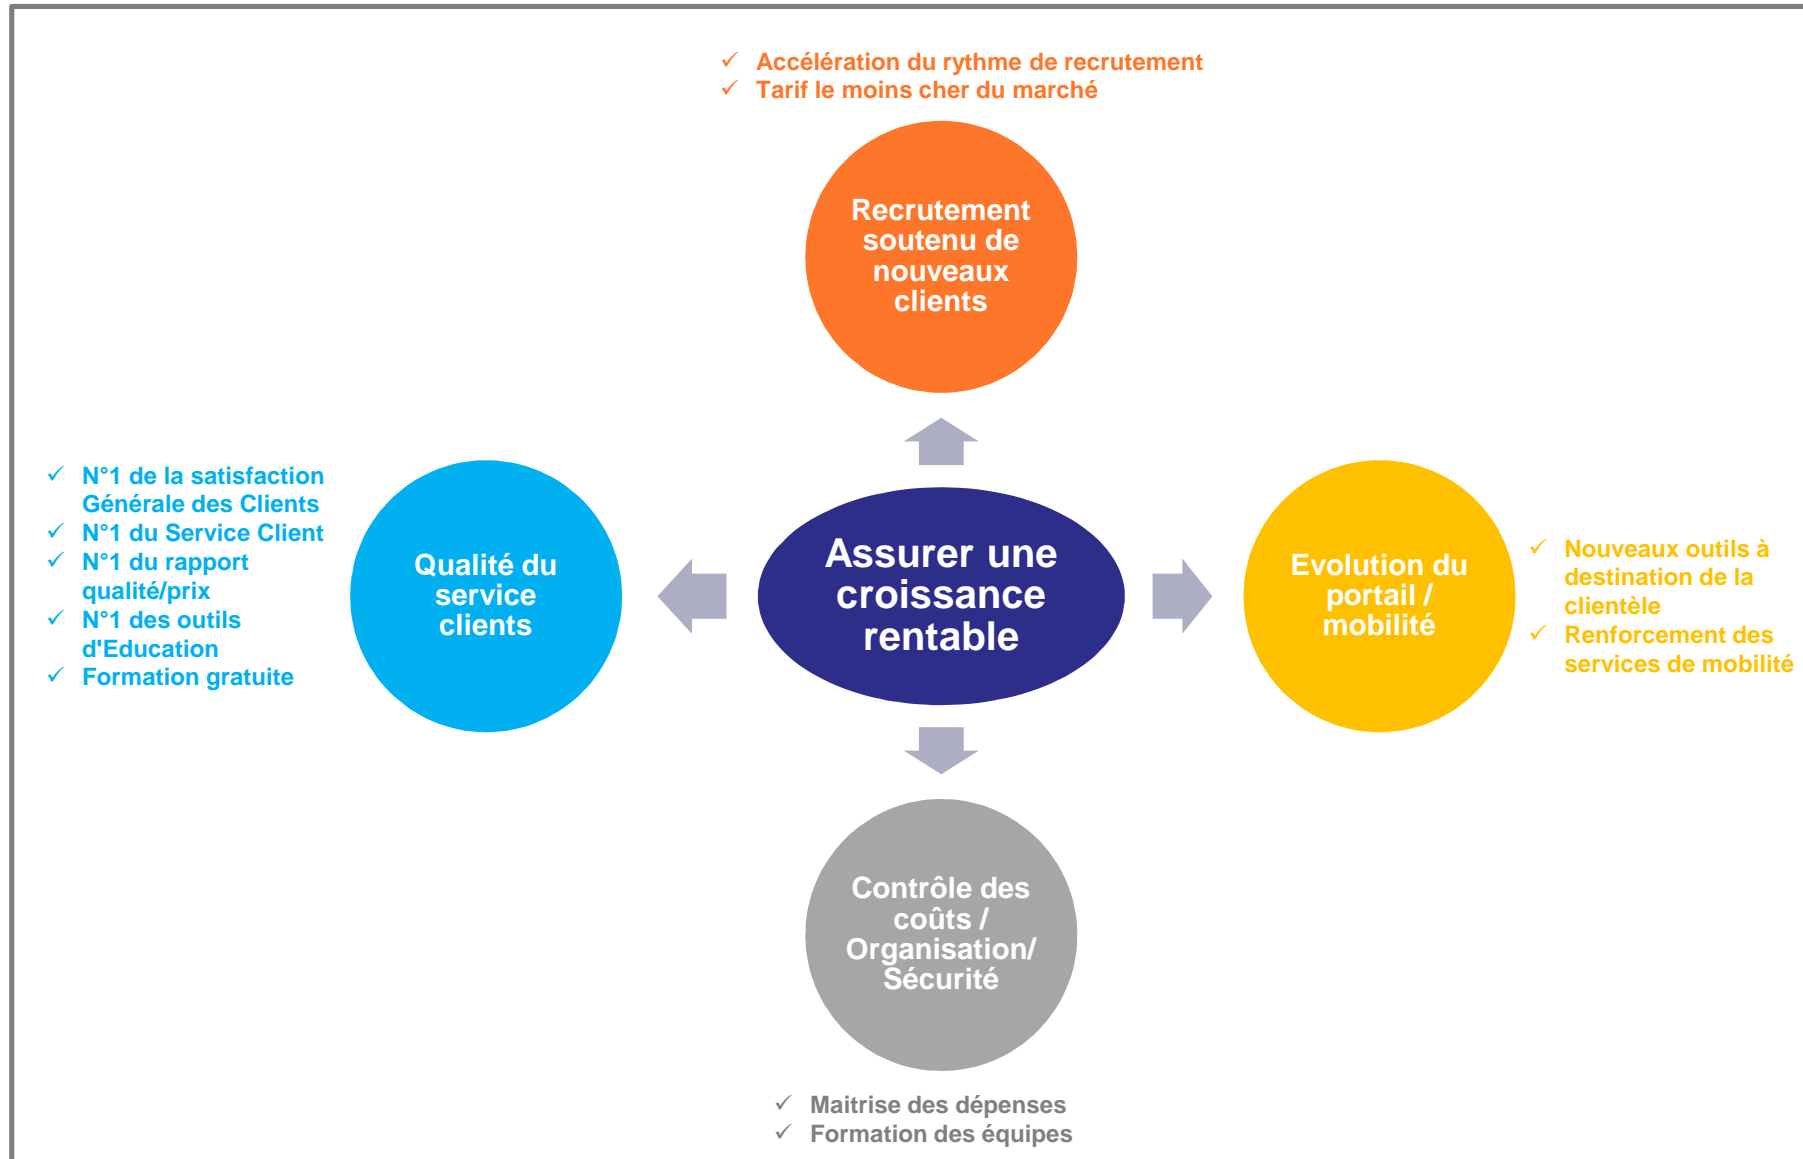 ✓ Accélération du rythme de recrutement
✓ Tarif le moins cher du marché
Recrutement
soutenu de
nouveaux
clients
✓ N°1 de la satisfaction
Générale des Clients
✓ N°1 du Service Client
✓ N°1 du rapport
qualité/prix
✓ N°1 des outils
d'Education
✓ Formation gratuite
Qualité du
service
clients
Assurer une
croissance
rentable
Evolution du
portail /
mobilité
✓ Nouveaux outils à
destination de la
clientèle
✓ Renforcement des
services de mobilité
Contrôle des
coûts /
Organisation/
Sécurité
✓ Maitrise des dépenses
✓ Formation des équipes